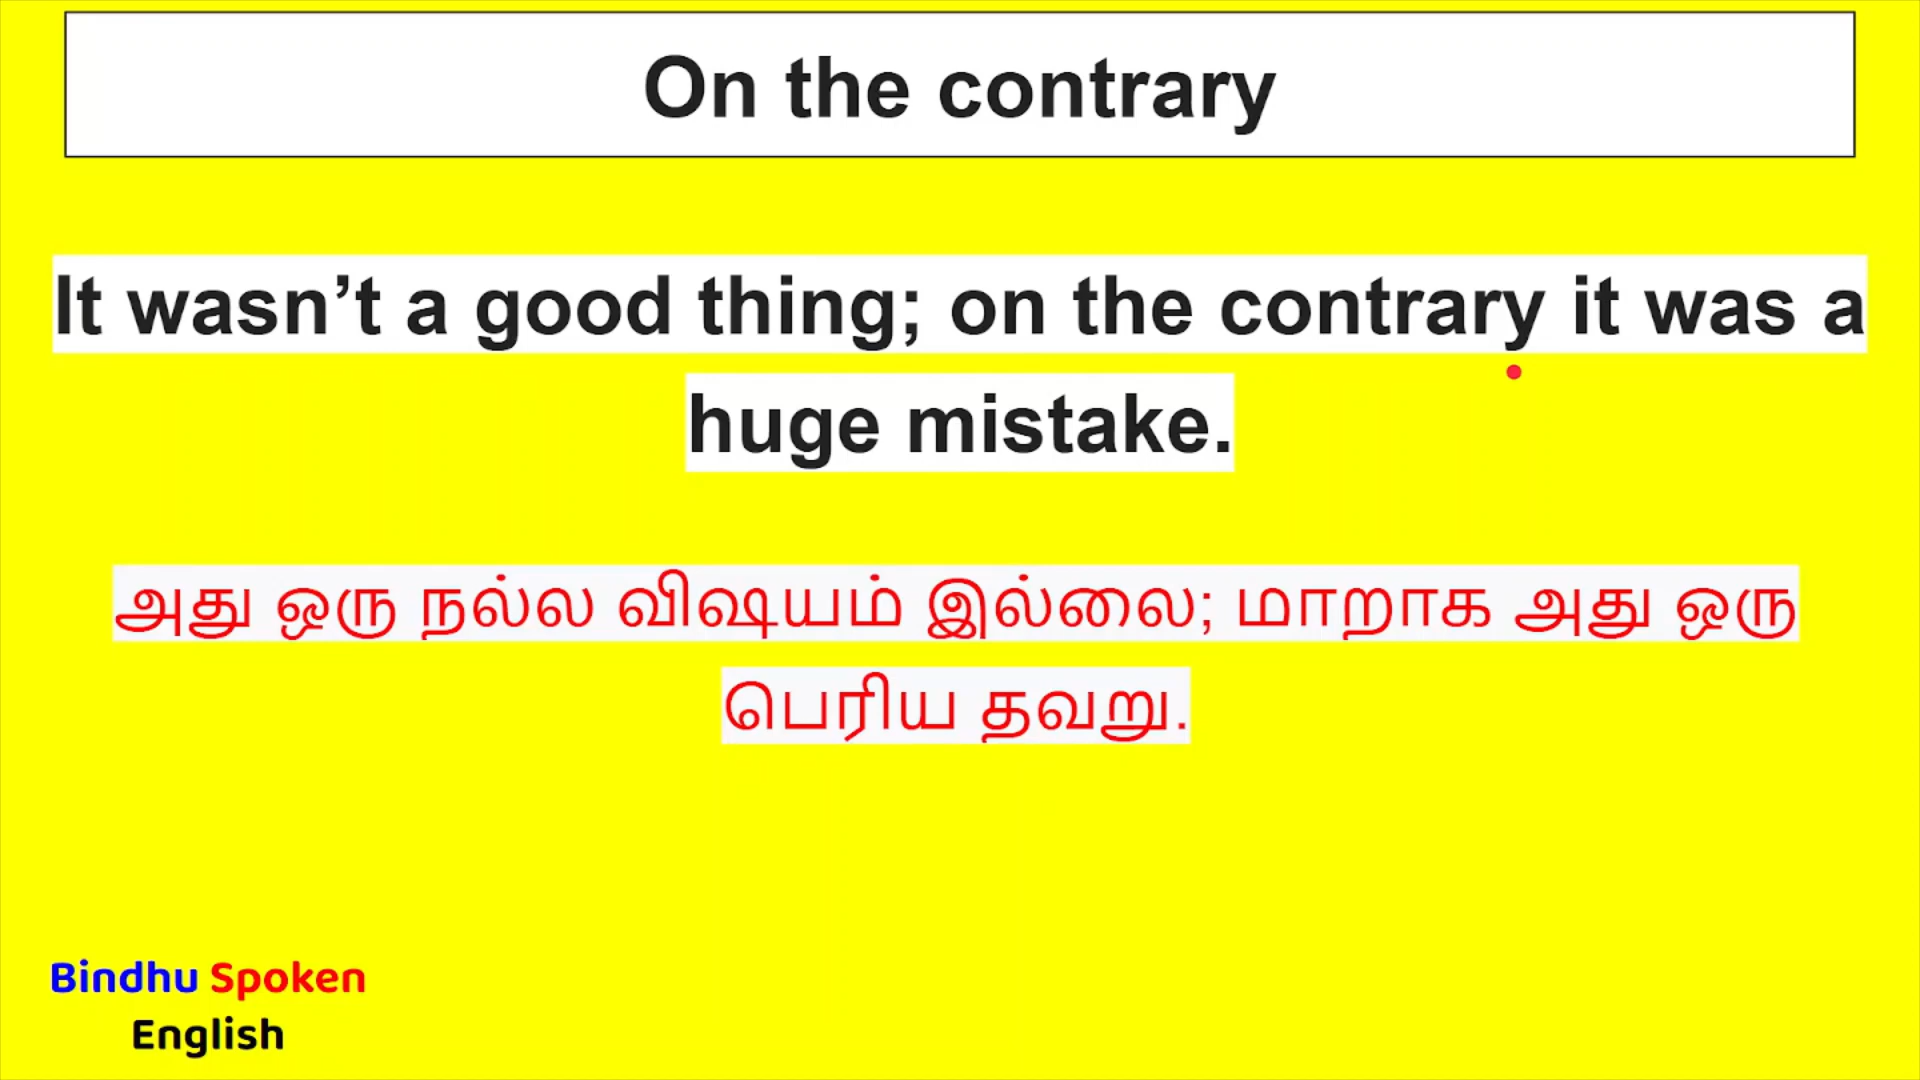 On the contrary
It wasn’t a good thing; on the contrary it was a
huge mistake.
அது ஒரு நல்ல விஷயம் இல்லை; மாறாக அது ஒரு
பெரிய தவறு.
Bindhu Spoken
English